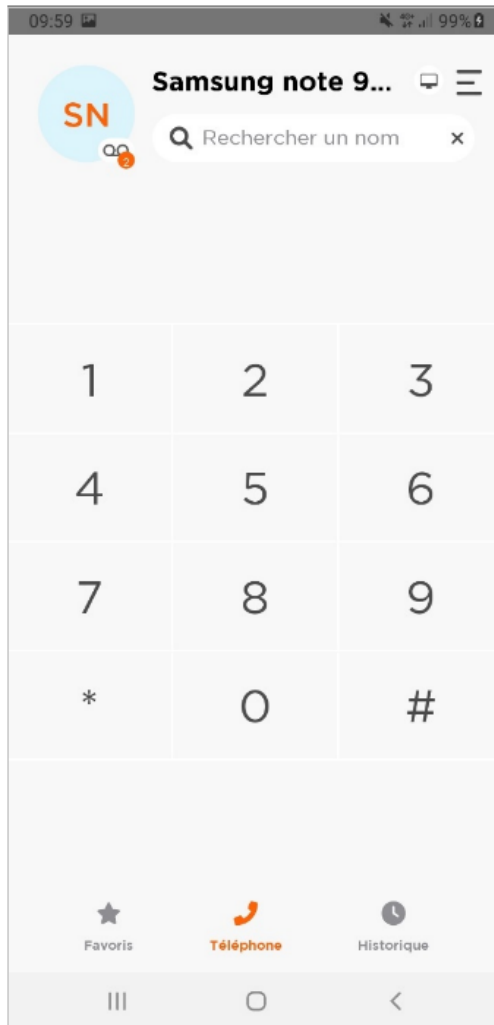 09:59 99%
Samsung note 9...
SN
Rechercher un nom
2
1 2 3
4 5 6
7 8 9
* 0 #
Favoris Téléphone Historique